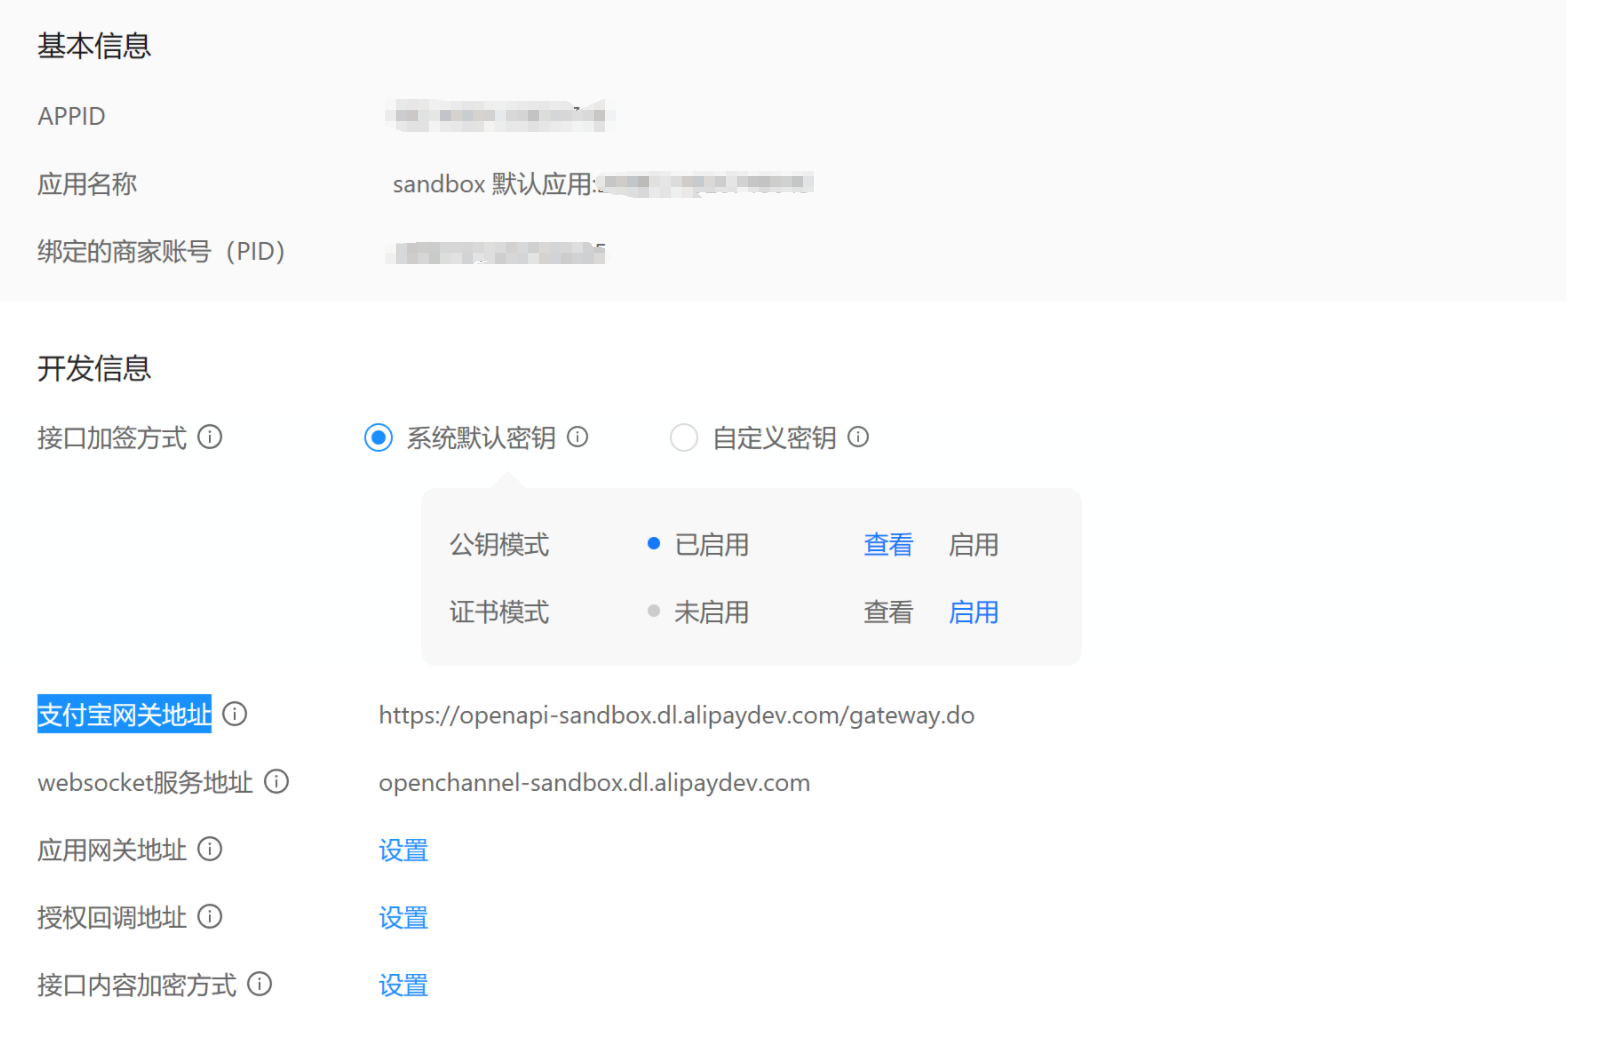 基本信息
APPID
应用名称 sandbox 默认应用:
绑定的商家账号（PID）
开发信息
接口加签方式 系统默认密钥 自定义密钥
公钥模式 已启用 查看 启用
证书模式 未启用 查看 启用
支付宝网关地址 https://openapi-sandbox.dl.alipaydev.com/gateway.do
websocket服务地址 openchannel-sandbox.dl.alipaydev.com
应用网关地址 设置
授权回调地址 设置
接口内容加密方式 设置